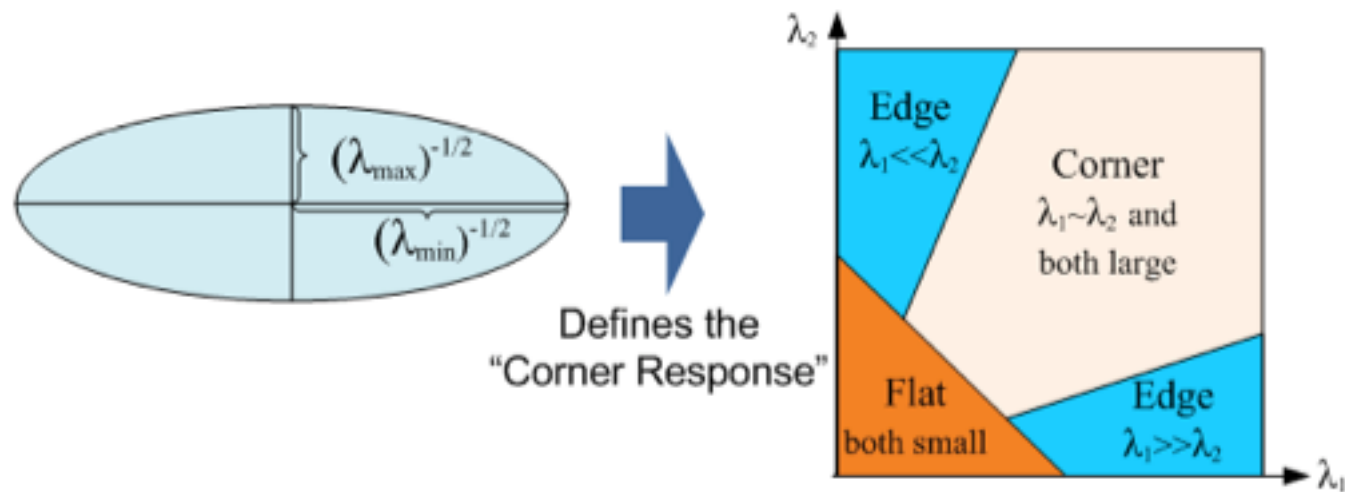 (λmax)-1/2
(λmin)-1/2
Defines the
“Corner Response”
λ2
Edge
λ1<<λ2
Corner
λ1~λ2 and
both large
Flat
both small
Edge
λ1>>λ2
λ1